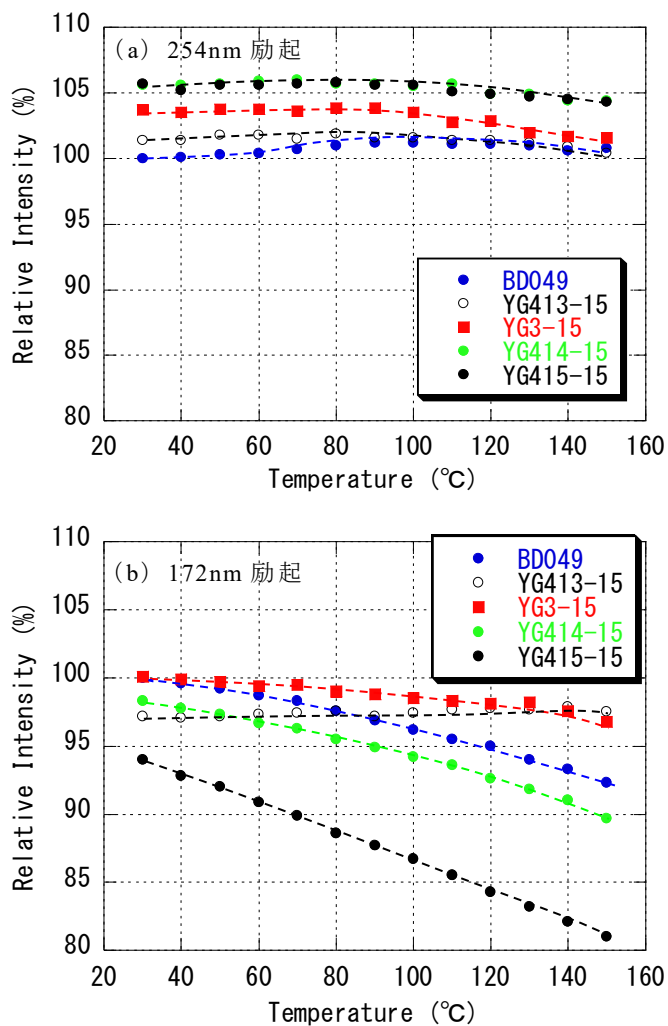 110
(a) 254nm 励起
105
100
95
90
85
80
Relative Intensity (%)
BD049
YG413-15
YG3-15
YG414-15
YG415-15
20 40 60 80 100 120 140 160
Temperature (℃)
110
(b) 172nm 励起
105
100
95
90
85
80
Relative Intensity (%)
BD049
YG413-15
YG3-15
YG414-15
YG415-15
20 40 60 80 100 120 140 160
Temperature (℃)